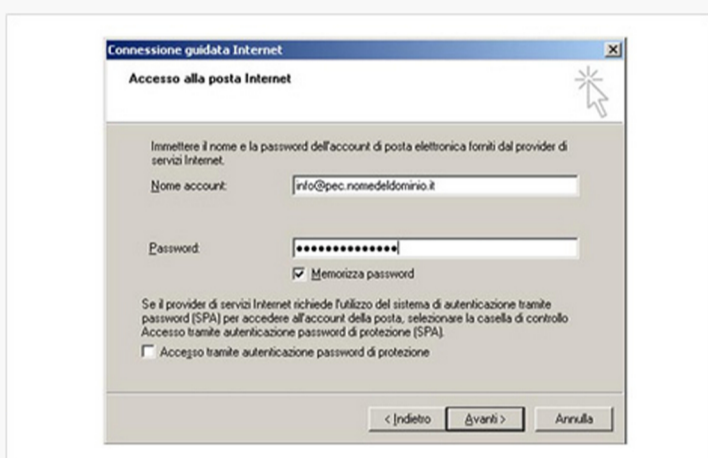 Connessione guidata Internet
Accesso alla posta Internet
Immettere il nome e la password dell'account di posta elettronica forniti dal provider di
servizi Internet.
Nome account: info@pec.nomedeldominio.it
Password: ••••••••••••••
Memorizza password
Se il provider di servizi Internet richiede l'utilizzo del sistema di autenticazione tramite
password (SPA) per accedere all'account della posta, selezionare la casella di controllo
Accesso tramite autenticazione password di protezione (SPA).
Accesso tramite autenticazione password di protezione
< Indietro Avanti > Annulla